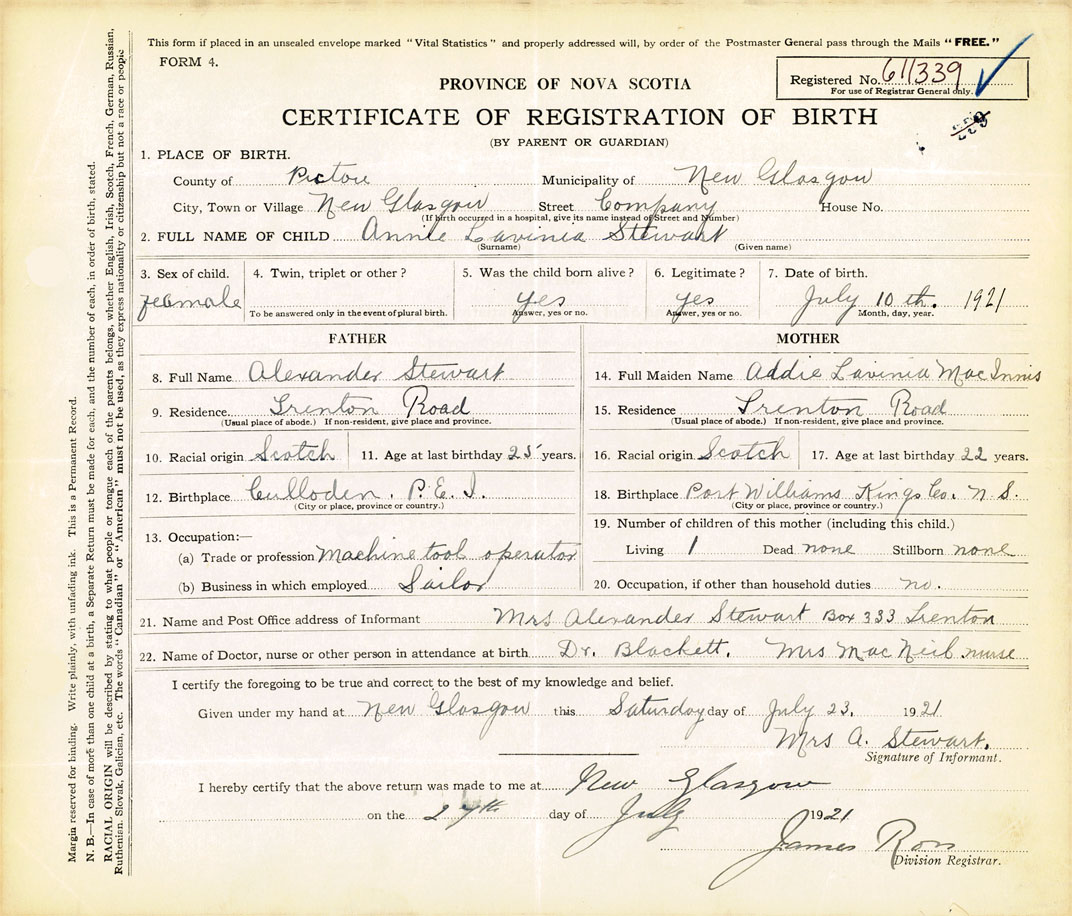 This form if placed in an unsealed envelope marked "Vital Statistics" and properly addressed will, by order of the Postmaster General pass through the Mails "FREE."
FORM 4.
Registered No. 611339
For use of Registrar General only.
PROVINCE OF NOVA SCOTIA
CERTIFICATE OF REGISTRATION OF BIRTH
(BY PARENT OR GUARDIAN)
1. PLACE OF BIRTH.
County of Pictou Municipality of New Glasgow
City, Town or Village New Glasgow Street Company House No.
(If birth occurred in a hospital, give its name instead of Street and Number)
2. FULL NAME OF CHILD Annie Lavinia Stewart
(Surname) (Given name)
3. Sex of child. 4. Twin, triplet or other? 5. Was the child born alive? 6. Legitimate? 7. Date of birth.
feamale yes yes July 10 th. 1921
To be answered only in the event of plural birth. Answer, yes or no. Answer, yes or no. Month, day, year.
FATHER MOTHER
8. Full Name Alexander Stewart 14. Full Maiden Name Addie Lavinia MacInnis
9. Residence Trenton Road 15. Residence Trenton Road
(Usual place of abode.) If non-resident, give place and province. (Usual place of abode.) If non-resident, give place and province.
10. Racial origin Scotch 11. Age at last birthday 25 years. 16. Racial origin Scotch 17. Age at last birthday 22 years.
12. Birthplace Culloden. P. E. I. 18. Birthplace Port Williams Kings Co. N. S.
(City or place, province or country.) (City or place, province or country.)
13. Occupation:— 19. Number of children of this mother (including this child.)
(a) Trade or profession Machine tool operator Living 1 Dead none Stillborn none
(b) Business in which employed Sailor 20. Occupation, if other than household duties no.
21. Name and Post Office address of Informant Mrs Alexander Stewart Box 333 Trenton
22. Name of Doctor, nurse or other person in attendance at birth Dr. Blackett. Mrs MacNeil nurse
I certify the foregoing to be true and correct to the best of my knowledge and belief.
Given under my hand at New Glasgow this Saturday day of July 23, 1921
Mrs A. Stewart.
Signature of Informant.
I hereby certify that the above return was made to me at New Glasgow
on the 27th day of July 1921
James Ross
Division Registrar.
Margin reserved for binding. Write plainly, with unfading ink. This is a Permanent Record.
N. B.—In case of more than one child at a birth, a Separate Return must be made for each, and the number of each, in order of birth, stated.
RACIAL ORIGIN will be described by stating to what people or tongue each of the parents belongs, whether English, Irish, Scotch, French, German, Russian,
Ruthenian, Slovak, Galician, etc. The words "Canadian" or "American" must not be used, as they express nationality or citizenship but not a race or people